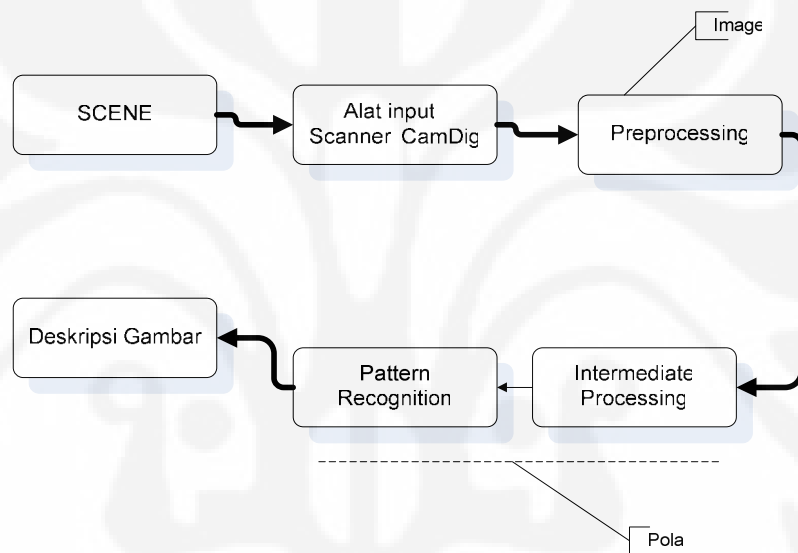 Image
SCENE
Alat input
Scanner CamDig
Preprocessing
Deskripsi Gambar
Pattern
Recognition
Intermediate
Processing
Pola